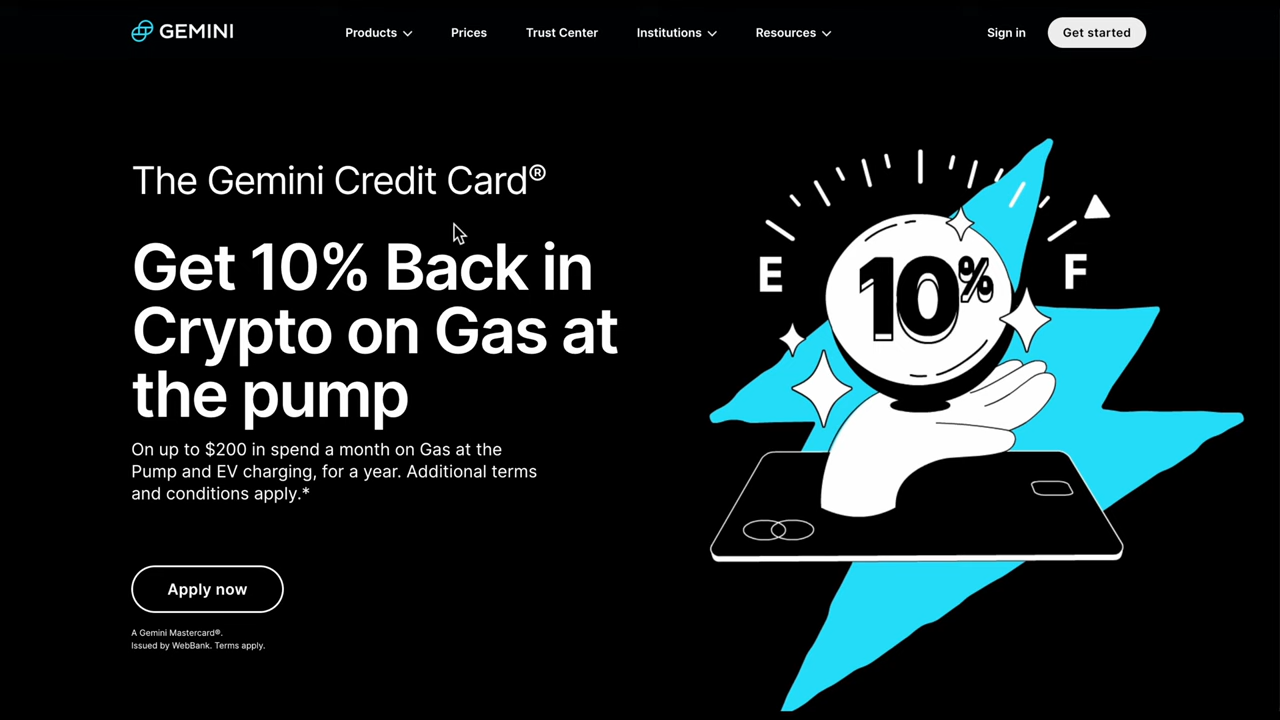 GEMINI
Products
Prices
Trust Center
Institutions
Resources
Sign in
Get started
The Gemini Credit Card®
Get 10% Back in
Crypto on Gas at
the pump
On up to $200 in spend a month on Gas at the
Pump and EV charging, for a year. Additional terms
and conditions apply.*
Apply now
A Gemini Mastercard®.
Issued by WebBank. Terms apply.
E
10%
F